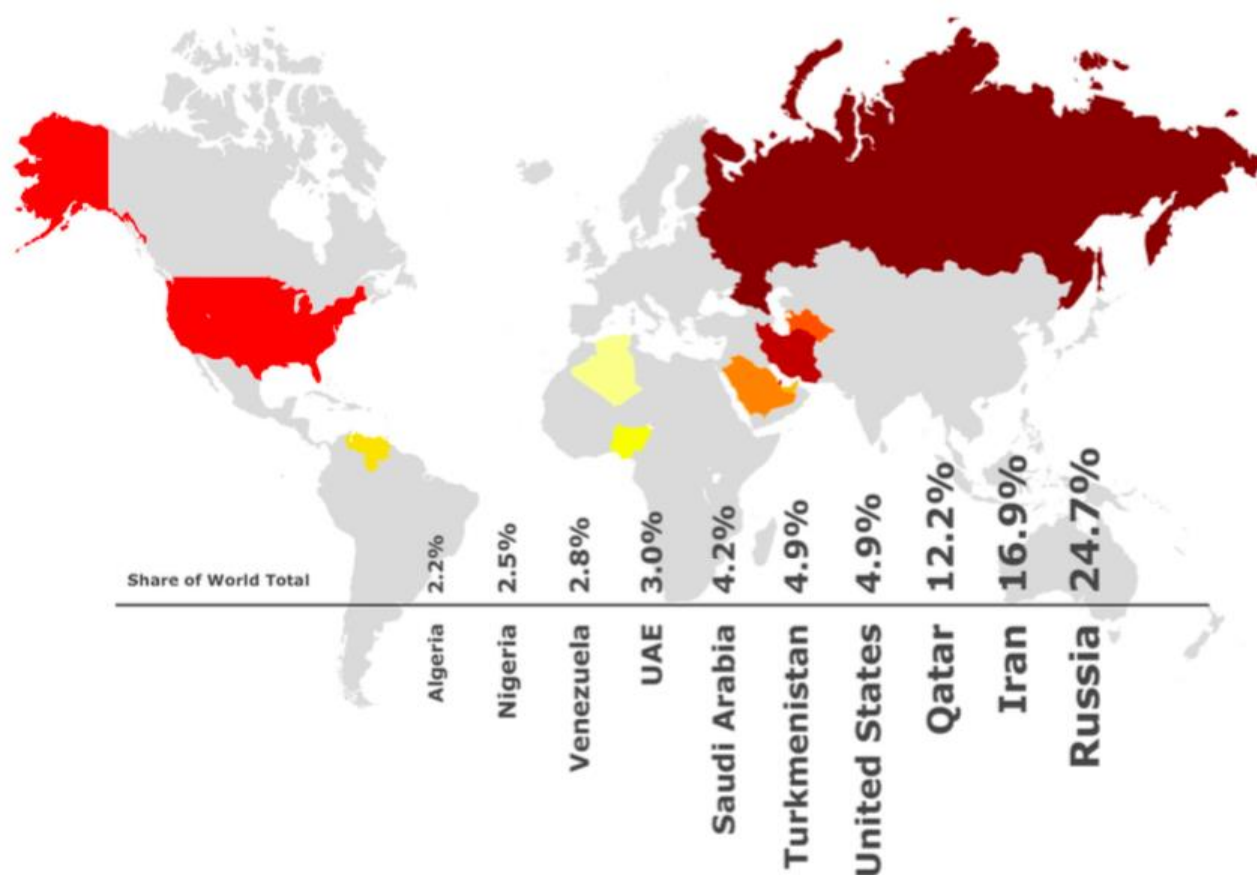 Share of World Total
2.2%
2.5%
2.8%
3.0%
4.2%
4.9%
4.9%
12.2%
16.9%
24.7%
Algeria
Nigeria
Venezuela
UAE
Saudi Arabia
Turkmenistan
United States
Qatar
Iran
Russia